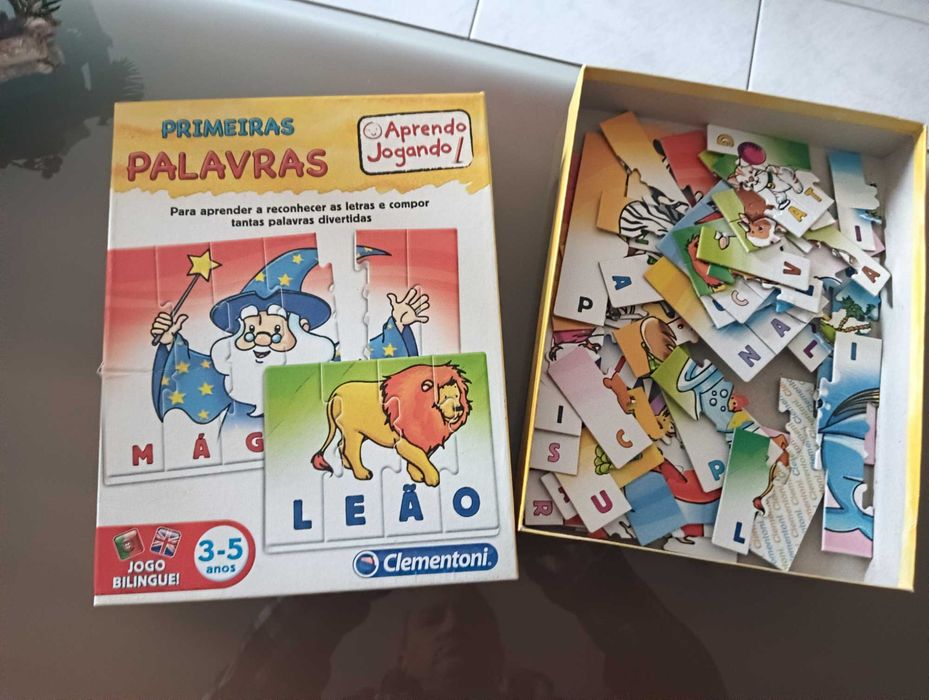 PRIMEIRAS
PALAVRAS
Aprendo
Jogando 1
Para aprender a reconhecer as letras e compor
tantas palavras divertidas
M Á G
L E Ã O
JOGO
BILINGUE!
3-5
anos
Clementoni
D
A T
P A
C V I A
N A L I
I
S
C
U
P
R
L